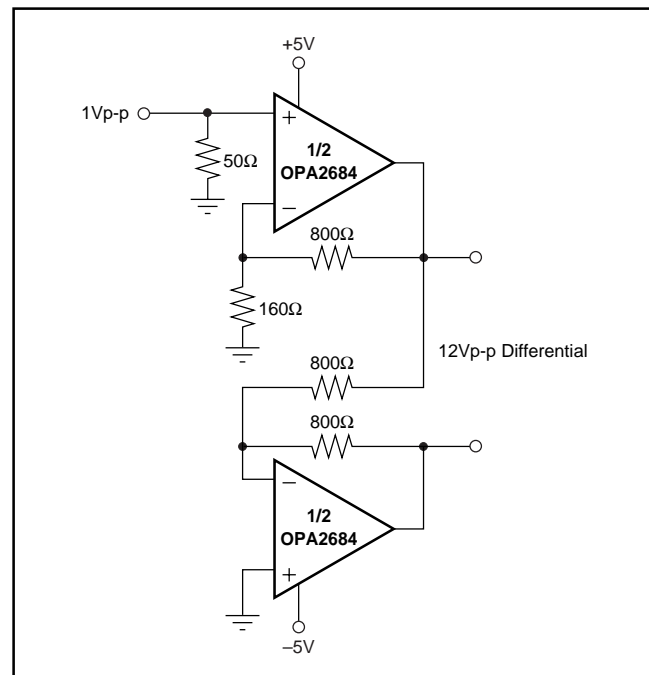 +5V
1Vp-p
+
1/2
OPA2684
50Ω
−
800Ω
160Ω
12Vp-p Differential
800Ω
800Ω
−
1/2
OPA2684
+
–5V